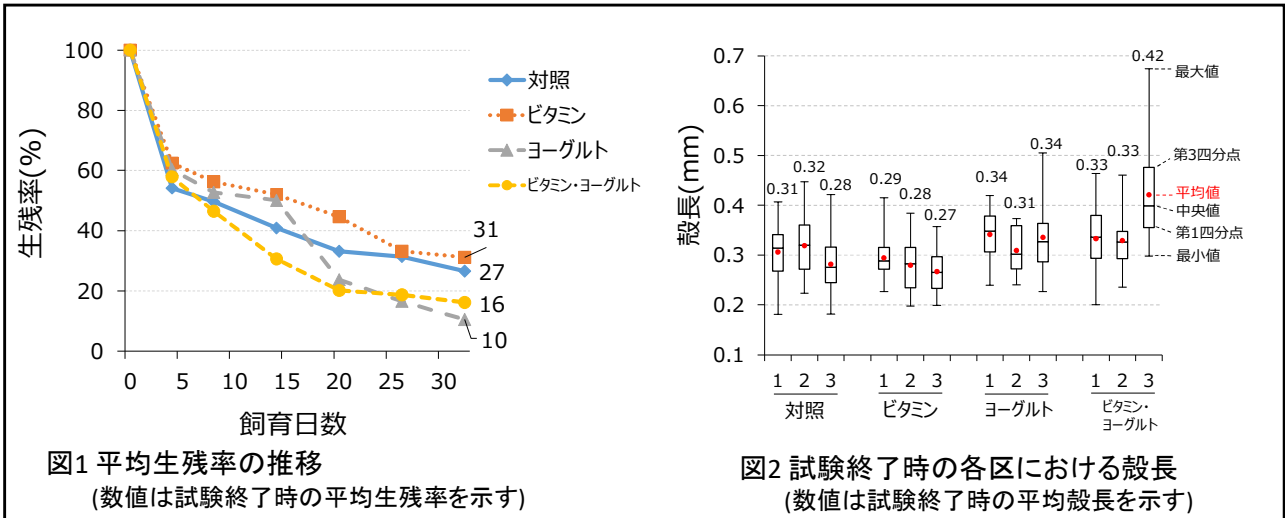 100
80
60
40
20
0
生残率(%)
0 5 10 15 20 25 30
飼育日数
対照
ビタミン
ヨーグルト
ビタミン・ヨーグルト
31
27
16
10
図1 平均生残率の推移
(数値は試験終了時の平均生残率を示す)
0.7
0.6
0.5
0.4
0.3
0.2
0.1
殻長(mm)
0.31 0.32 0.28 0.29 0.28 0.27 0.34 0.31 0.34 0.33 0.33 0.42
最大値
第3四分点
平均値
中央値
第1四分点
最小値
1 2 3 1 2 3 1 2 3 1 2 3
対照 ビタミン ヨーグルト ビタミン・
ヨーグルト
図2 試験終了時の各区における殻長
(数値は試験終了時の平均殻長を示す)